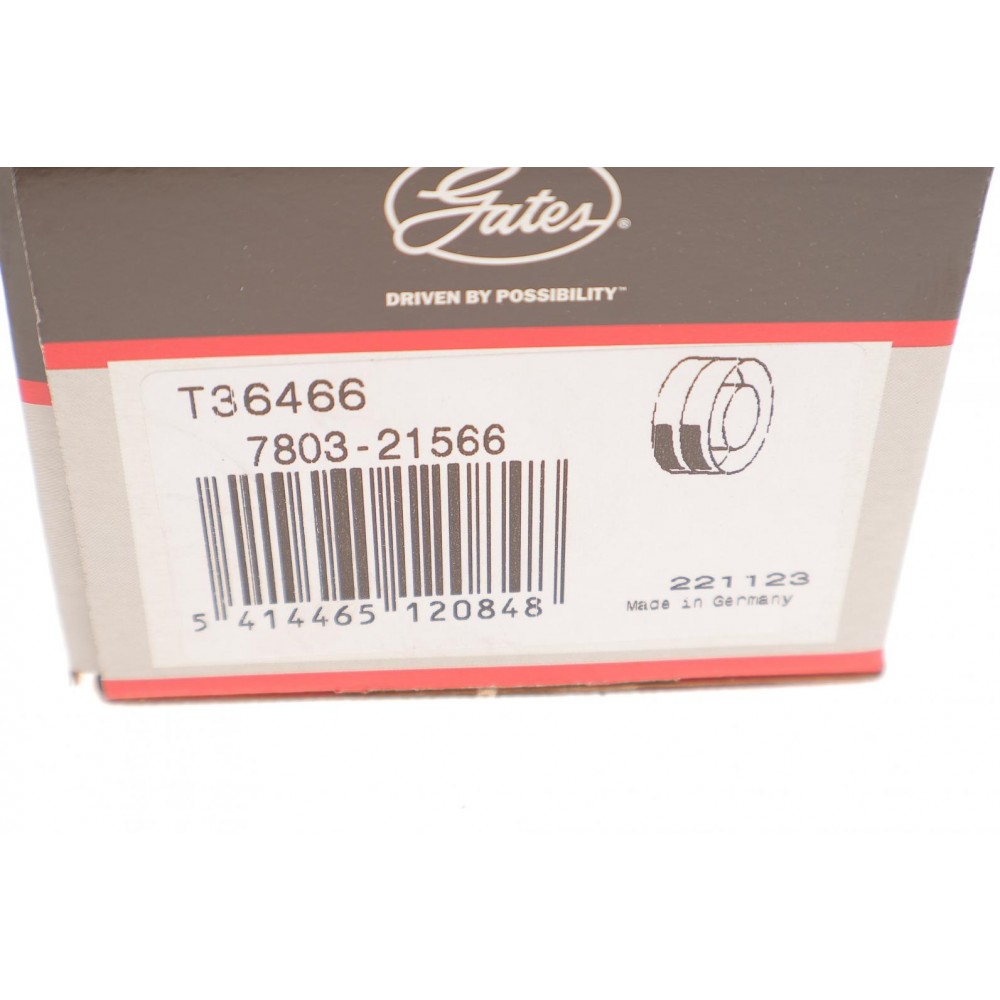 Gates®
DRIVEN BY POSSIBILITY™
T36466
7803-21566
5 414465 120848
221123
Made in Germany